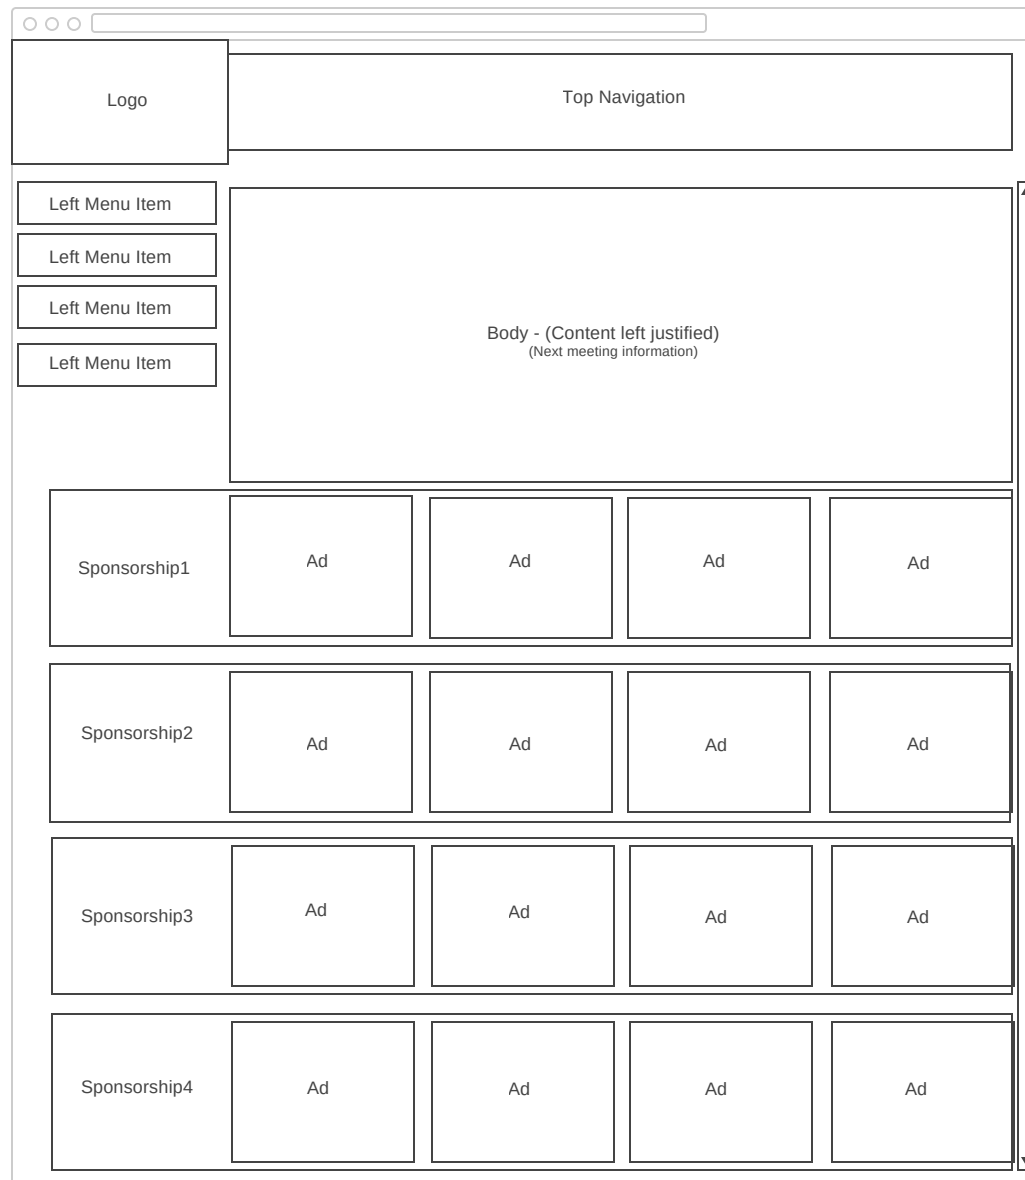 Logo
Top Navigation
Left Menu Item
Left Menu Item
Left Menu Item
Left Menu Item
Body - (Content left justified)
(Next meeting information)
Sponsorship1
Ad
Ad
Ad
Ad
Sponsorship2
Ad
Ad
Ad
Ad
Sponsorship3
Ad
Ad
Ad
Ad
Sponsorship4
Ad
Ad
Ad
Ad